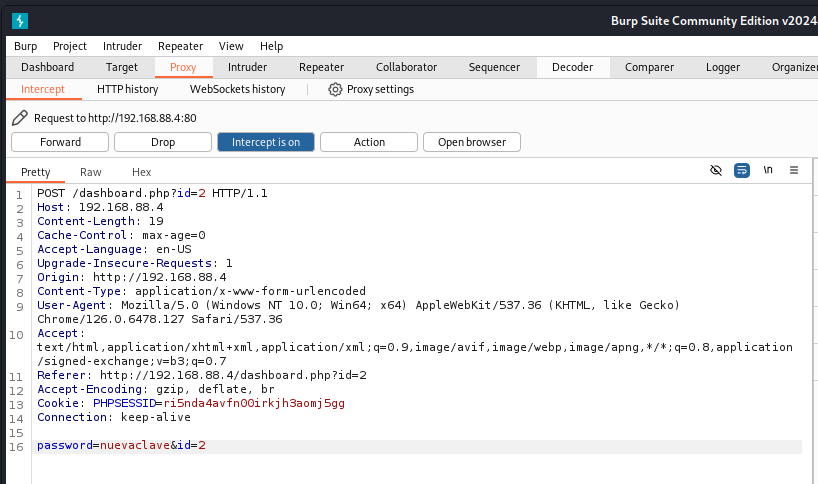 Burp Suite Community Edition v2024
Burp Project Intruder Repeater View Help
Dashboard Target Proxy Intruder Repeater Collaborator Sequencer Decoder Comparer Logger Organizer
Intercept HTTP history WebSockets history Proxy settings
Request to http://192.168.88.4:80
Forward Drop Intercept is on Action Open browser
Pretty Raw Hex \n
1 POST /dashboard.php?id=2 HTTP/1.1
2 Host: 192.168.88.4
3 Content-Length: 19
4 Cache-Control: max-age=0
5 Accept-Language: en-US
6 Upgrade-Insecure-Requests: 1
7 Origin: http://192.168.88.4
8 Content-Type: application/x-www-form-urlencoded
9 User-Agent: Mozilla/5.0 (Windows NT 10.0; Win64; x64) AppleWebKit/537.36 (KHTML, like Gecko)
Chrome/126.0.6478.127 Safari/537.36
10 Accept:
text/html,application/xhtml+xml,application/xml;q=0.9,image/avif,image/webp,image/apng,*/*;q=0.8,application
/signed-exchange;v=b3;q=0.7
11 Referer: http://192.168.88.4/dashboard.php?id=2
12 Accept-Encoding: gzip, deflate, br
13 Cookie: PHPSESSID=ri5nda4avfn00irkjh3aomj5gg
14 Connection: keep-alive
15
16 password=nuevaclave&id=2